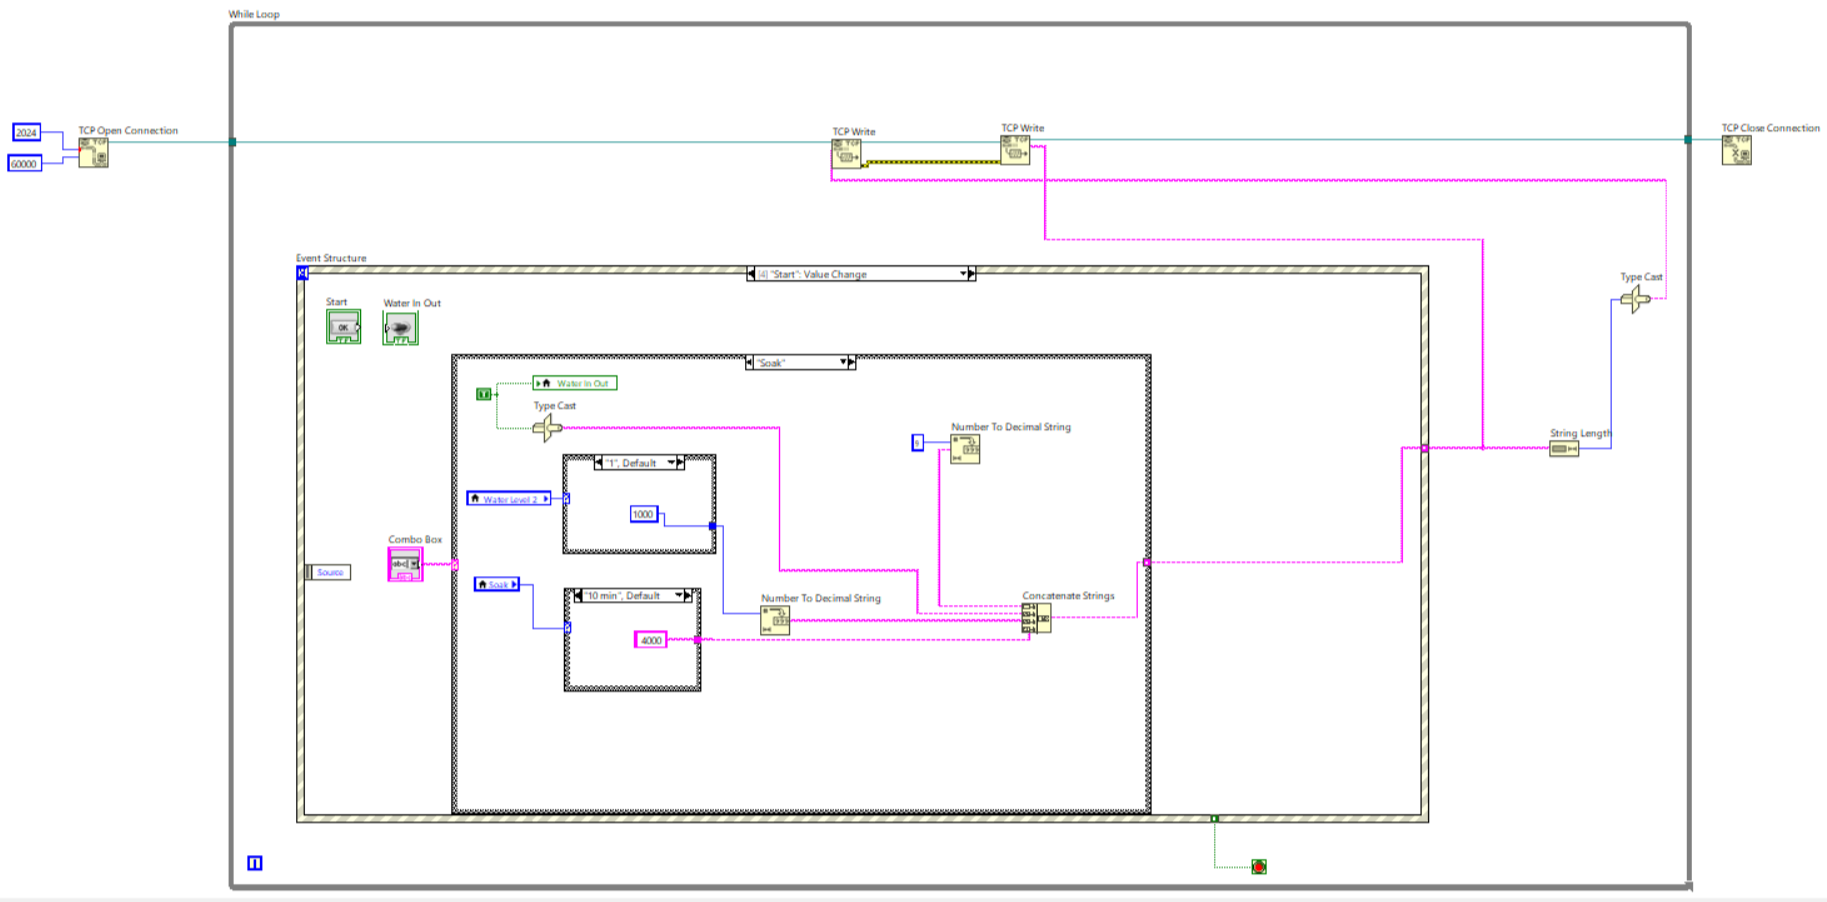 While Loop
2024
TCP Open Connection
60000
TCP Write
TCP Write
TCP Close Connection
Event Structure
[4] "Start": Value Change
Start
Water In Out
OK
Type Cast
"Soak"
Water In Out
Type Cast
Number To Decimal String
String Length
"1", Default
Water Level 2
1000
Combo Box
abc
Source
Soak
"10 min", Default
Number To Decimal String
Concatenate Strings
4000
i